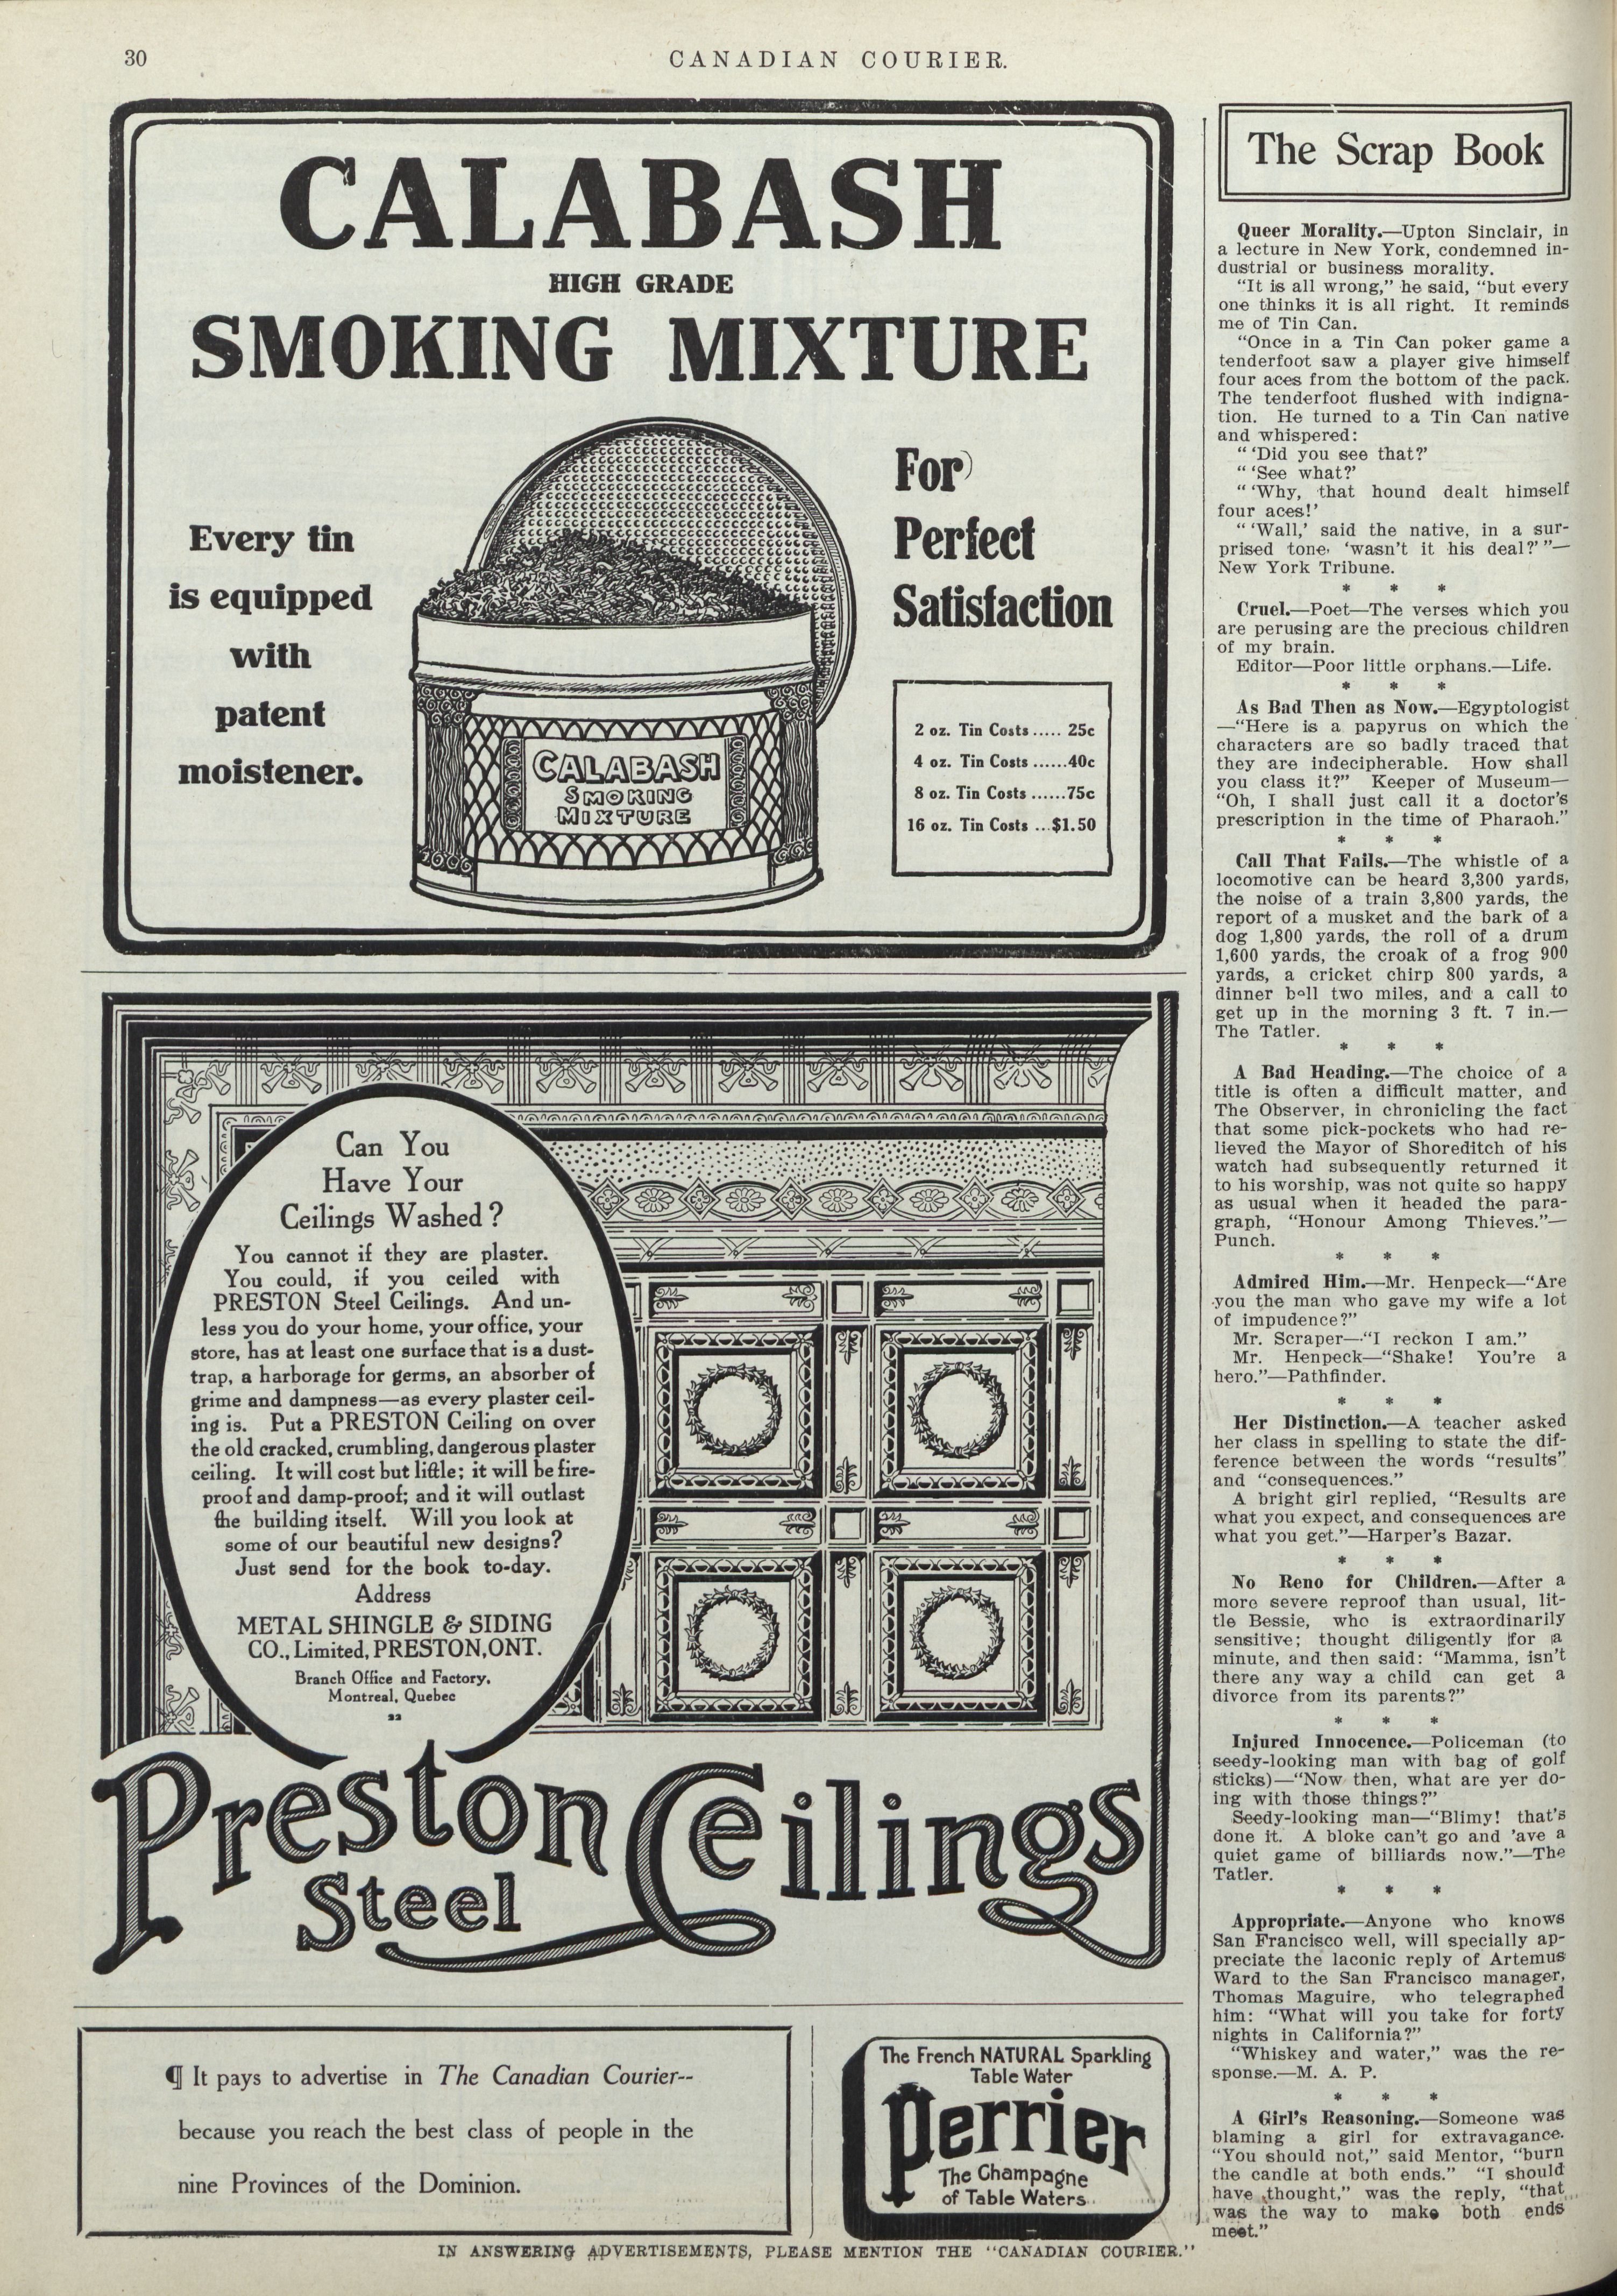 30
CANADIAN COURIER.
CALABASH
HIGH GRADE
SMOKING MIXTURE
Every tin
is equipped
with
patent
moistener.
CALABASH
SMOKING
MIXTURE
For
Perfect
Satisfaction
2 oz. Tin Costs ..... 25c
4 oz. Tin Costs ......40c
8 oz. Tin Costs ......75c
16 oz. Tin Costs ...$1.50
Can You
Have Your
Ceilings Washed?
You cannot if they are plaster.
You could, if you ceiled with
PRESTON Steel Ceilings. And un-
less you do your home, your office, your
store, has at least one surface that is a dust-
trap, a harborage for germs, an absorber of
grime and dampness—as every plaster ceil-
ing is. Put a PRESTON Ceiling on over
the old cracked, crumbling, dangerous plaster
ceiling. It will cost but little; it will be fire-
proof and damp-proof; and it will outlast
the building itself. Will you look at
some of our beautiful new designs?
Just send for the book to-day.
Address
METAL SHINGLE & SIDING
CO., Limited, PRESTON, ONT.
Branch Office and Factory,
Montreal, Quebec
Preston
Steel
Ceilings
¶ It pays to advertise in The Canadian Courier--
because you reach the best class of people in the
nine Provinces of the Dominion.
The French NATURAL Sparkling
Table Water
Perrier
The Champagne
of Table Waters
The Scrap Book
Queer Morality.—Upton Sinclair, in
a lecture in New York, condemned in-
dustrial or business morality.
"It is all wrong," he said, "but every
one thinks it is all right. It reminds
me of Tin Can.
"Once in a Tin Can poker game a
tenderfoot saw a player give himself
four aces from the bottom of the pack.
The tenderfoot flushed with indigna-
tion. He turned to a Tin Can native
and whispered:
" 'Did you see that?'
" 'See what?'
" 'Why, that hound dealt himself
four aces!'
" 'Wall,' said the native, in a sur-
prised tone, 'wasn't it his deal?' "—
New York Tribune.
* * *
Cruel.—Poet—The verses which you
are perusing are the precious children
of my brain.
Editor—Poor little orphans.—Life.
* * *
As Bad Then as Now.—Egyptologist
—"Here is a papyrus on which the
characters are so badly traced that
they are indecipherable. How shall
you class it?" Keeper of Museum—
"Oh, I shall just call it a doctor's
prescription in the time of Pharaoh."
* * *
Call That Fails.—The whistle of a
locomotive can be heard 3,300 yards,
the noise of a train 3,800 yards, the
report of a musket and the bark of a
dog 1,800 yards, the roll of a drum
1,600 yards, the croak of a frog 900
yards, a cricket chirp 800 yards, a
dinner bell two miles, and a call to
get up in the morning 3 ft. 7 in.—
The Tatler.
* * *
A Bad Heading.—The choice of a
title is often a difficult matter, and
The Observer, in chronicling the fact
that some pick-pockets who had re-
lieved the Mayor of Shoreditch of his
watch had subsequently returned it
to his worship, was not quite so happy
as usual when it headed the para-
graph, "Honour Among Thieves."—
Punch.
* * *
Admired Him.—Mr. Henpeck—"Are
you the man who gave my wife a lot
of impudence?"
Mr. Scraper—"I reckon I am."
Mr. Henpeck—"Shake! You're a
hero."—Pathfinder.
* * *
Her Distinction.—A teacher asked
her class in spelling to state the dif-
ference between the words "results"
and "consequences."
A bright girl replied, "Results are
what you expect, and consequences are
what you get."—Harper's Bazar.
* * *
No Reno for Children.—After a
more severe reproof than usual, lit-
tle Bessie, who is extraordinarily
sensitive; thought diligently for a
minute, and then said: "Mamma, isn't
there any way a child can get a
divorce from its parents?"
* * *
Injured Innocence.—Policeman (to
seedy-looking man with bag of golf
sticks)—"Now then, what are yer do-
ing with those things?"
Seedy-looking man—"Blimy! that's
done it. A bloke can't go and 'ave a
quiet game of billiards now."—The
Tatler.
* * *
Appropriate.—Anyone who knows
San Francisco well, will specially ap-
preciate the laconic reply of Artemus
Ward to the San Francisco manager,
Thomas Maguire, who telegraphed
him: "What will you take for forty
nights in California?"
"Whiskey and water," was the re-
sponse.—M. A. P.
* * *
A Girl's Reasoning.—Someone was
blaming a girl for extravagance.
"You should not," said Mentor, "burn
the candle at both ends." "I should
have thought," was the reply, "that
was the way to make both ends
meet."
IN ANSWERING ADVERTISEMENTS, PLEASE MENTION THE "CANADIAN COURIER."